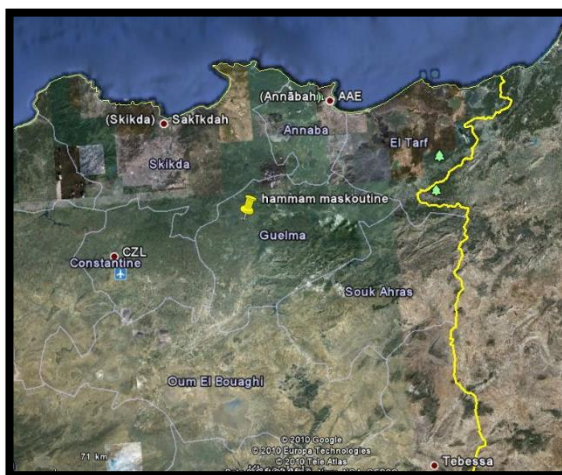 (Annābah) AAE
(Skikda) Sakīkdah
Annaba
El Tarf
Skikda
hammam maskoutine
Guelma
CZL
Constantine
Souk Ahras
Oum El Bouaghi
© 2010 Google
© 2010 Europa Technologies
© 2010 Tele Atlas
71 km
Tebessa